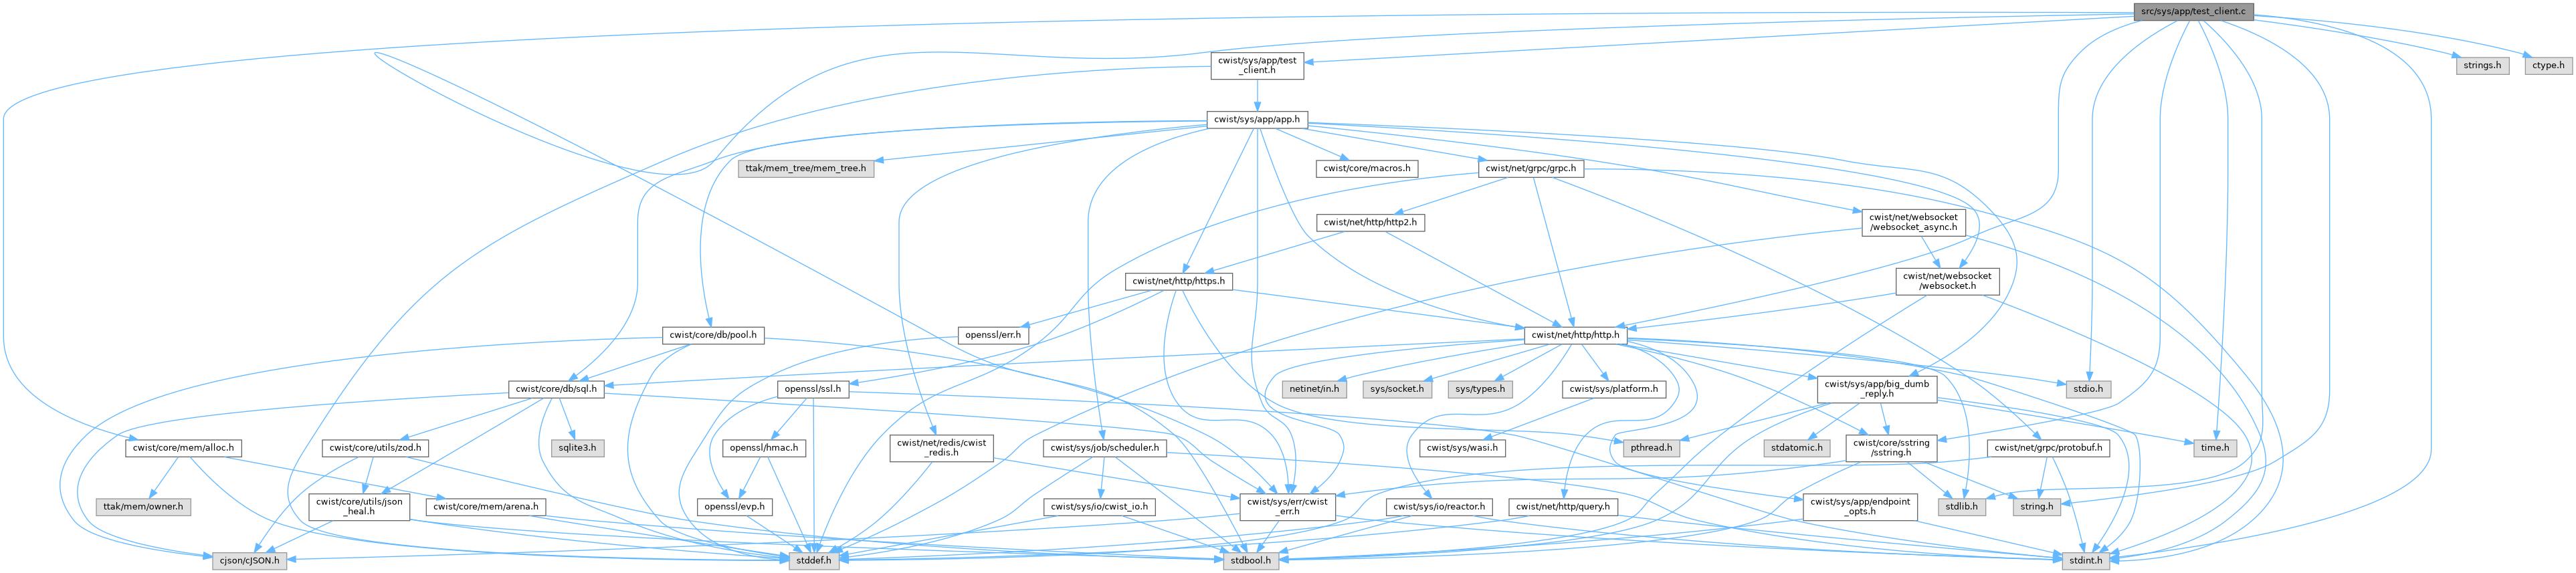 src/sys/app/test_client.c
cwist/sys/app/test
_client.h
strings.h
ctype.h
cwist/sys/app/app.h
ttak/mem_tree/mem_tree.h
cwist/core/macros.h
cwist/net/grpc/grpc.h
cwist/net/http/http2.h
cwist/net/websocket
/websocket_async.h
cwist/net/http/https.h
cwist/net/websocket
/websocket.h
cwist/core/db/pool.h
openssl/err.h
cwist/net/http/http.h
cwist/core/db/sql.h
openssl/ssl.h
netinet/in.h
sys/socket.h
sys/types.h
cwist/sys/platform.h
cwist/sys/app/big_dumb
_reply.h
stdio.h
cwist/core/mem/alloc.h
cwist/core/utils/zod.h
sqlite3.h
openssl/hmac.h
cwist/net/redis/cwist
_redis.h
cwist/sys/job/scheduler.h
cwist/sys/wasi.h
pthread.h
stdatomic.h
cwist/core/sstring
/sstring.h
cwist/net/grpc/protobuf.h
time.h
ttak/mem/owner.h
cwist/core/utils/json
_heal.h
cwist/core/mem/arena.h
openssl/evp.h
cwist/sys/io/cwist_io.h
cwist/sys/err/cwist
_err.h
cwist/sys/io/reactor.h
cwist/net/http/query.h
cwist/sys/app/endpoint
_opts.h
stdlib.h
string.h
cjson/cJSON.h
stddef.h
stdbool.h
stdint.h